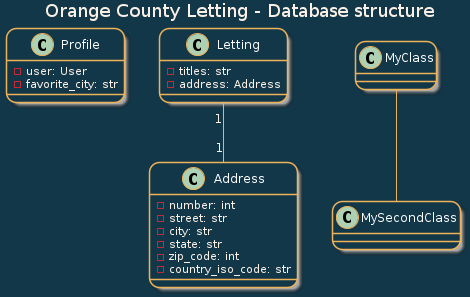 Orange County Letting - Database structure
C Profile
user: User
favorite_city: str
C Letting
titles: str
address: Address
C MyClass
1
1
C Address
number: int
street: str
city: str
state: str
zip_code: int
country_iso_code: str
C MySecondClass